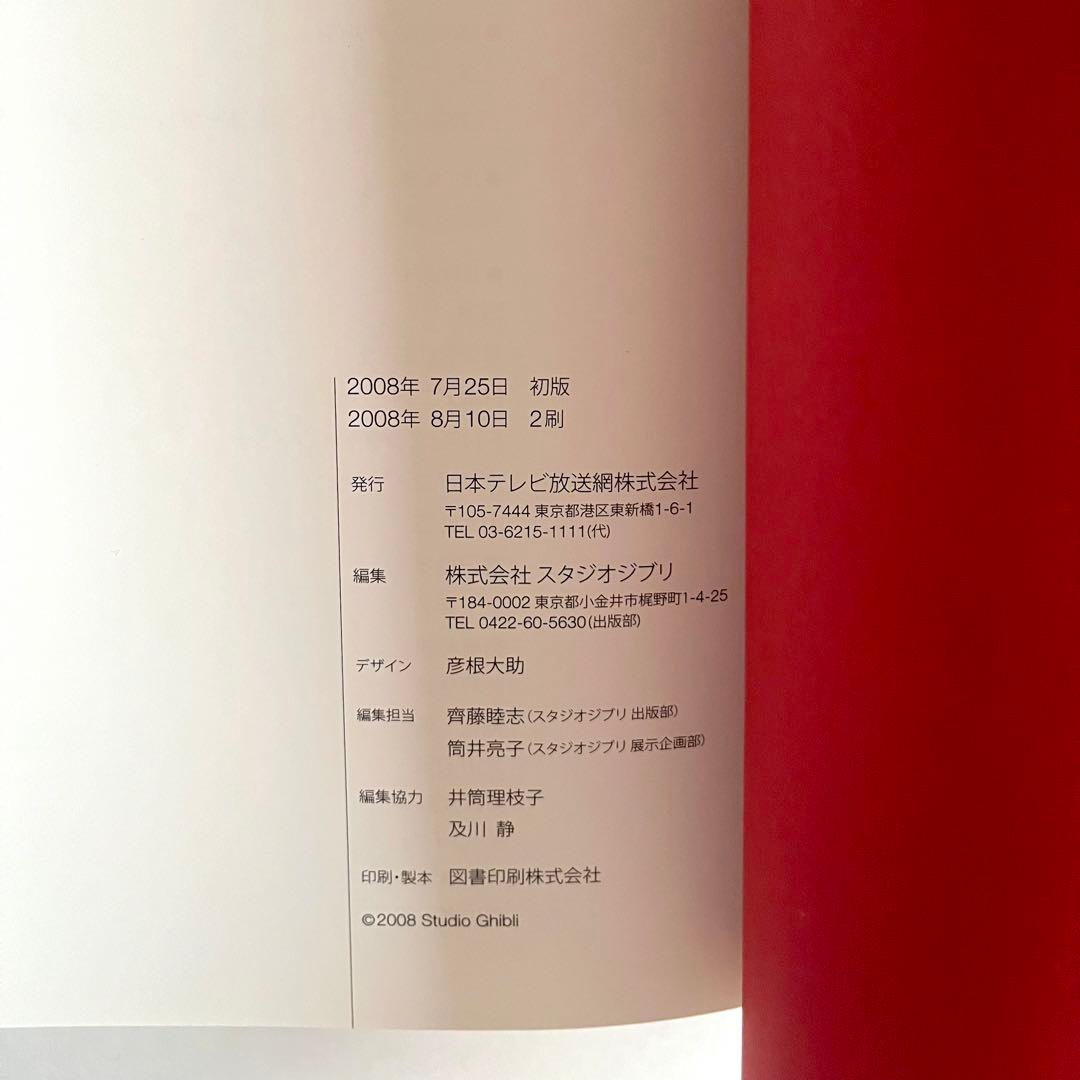 2008年 7月25日 初版
2008年 8月10日 2刷
発行 日本テレビ放送網株式会社
〒105-7444 東京都港区東新橋1-6-1
TEL 03-6215-1111(代)
編集 株式会社 スタジオジブリ
〒184-0002 東京都小金井市梶野町1-4-25
TEL 0422-60-5630(出版部)
デザイン 彦根大助
編集担当 齊藤睦志(スタジオジブリ 出版部)
筒井亮子(スタジオジブリ 展示企画部)
編集協力 井筒理枝子
及川 静
印刷・製本 図書印刷株式会社
©2008 Studio Ghibli